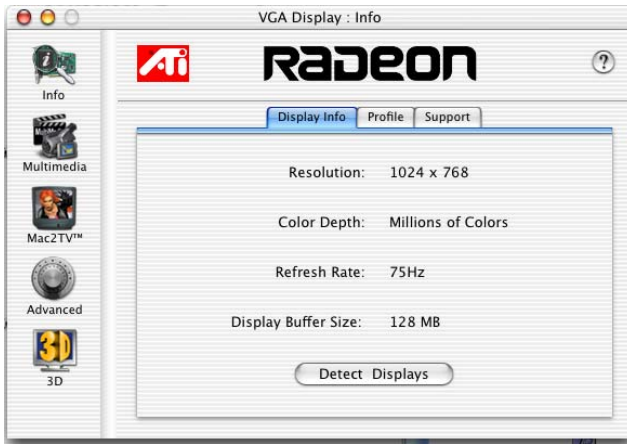 VGA Display : Info
Info
Multimedia
Mac2TV™
Advanced
3D
3D
ATI
RADEON
?
Display Info
Profile
Support
Resolution: 1024 x 768
Color Depth: Millions of Colors
Refresh Rate: 75Hz
Display Buffer Size: 128 MB
Detect Displays